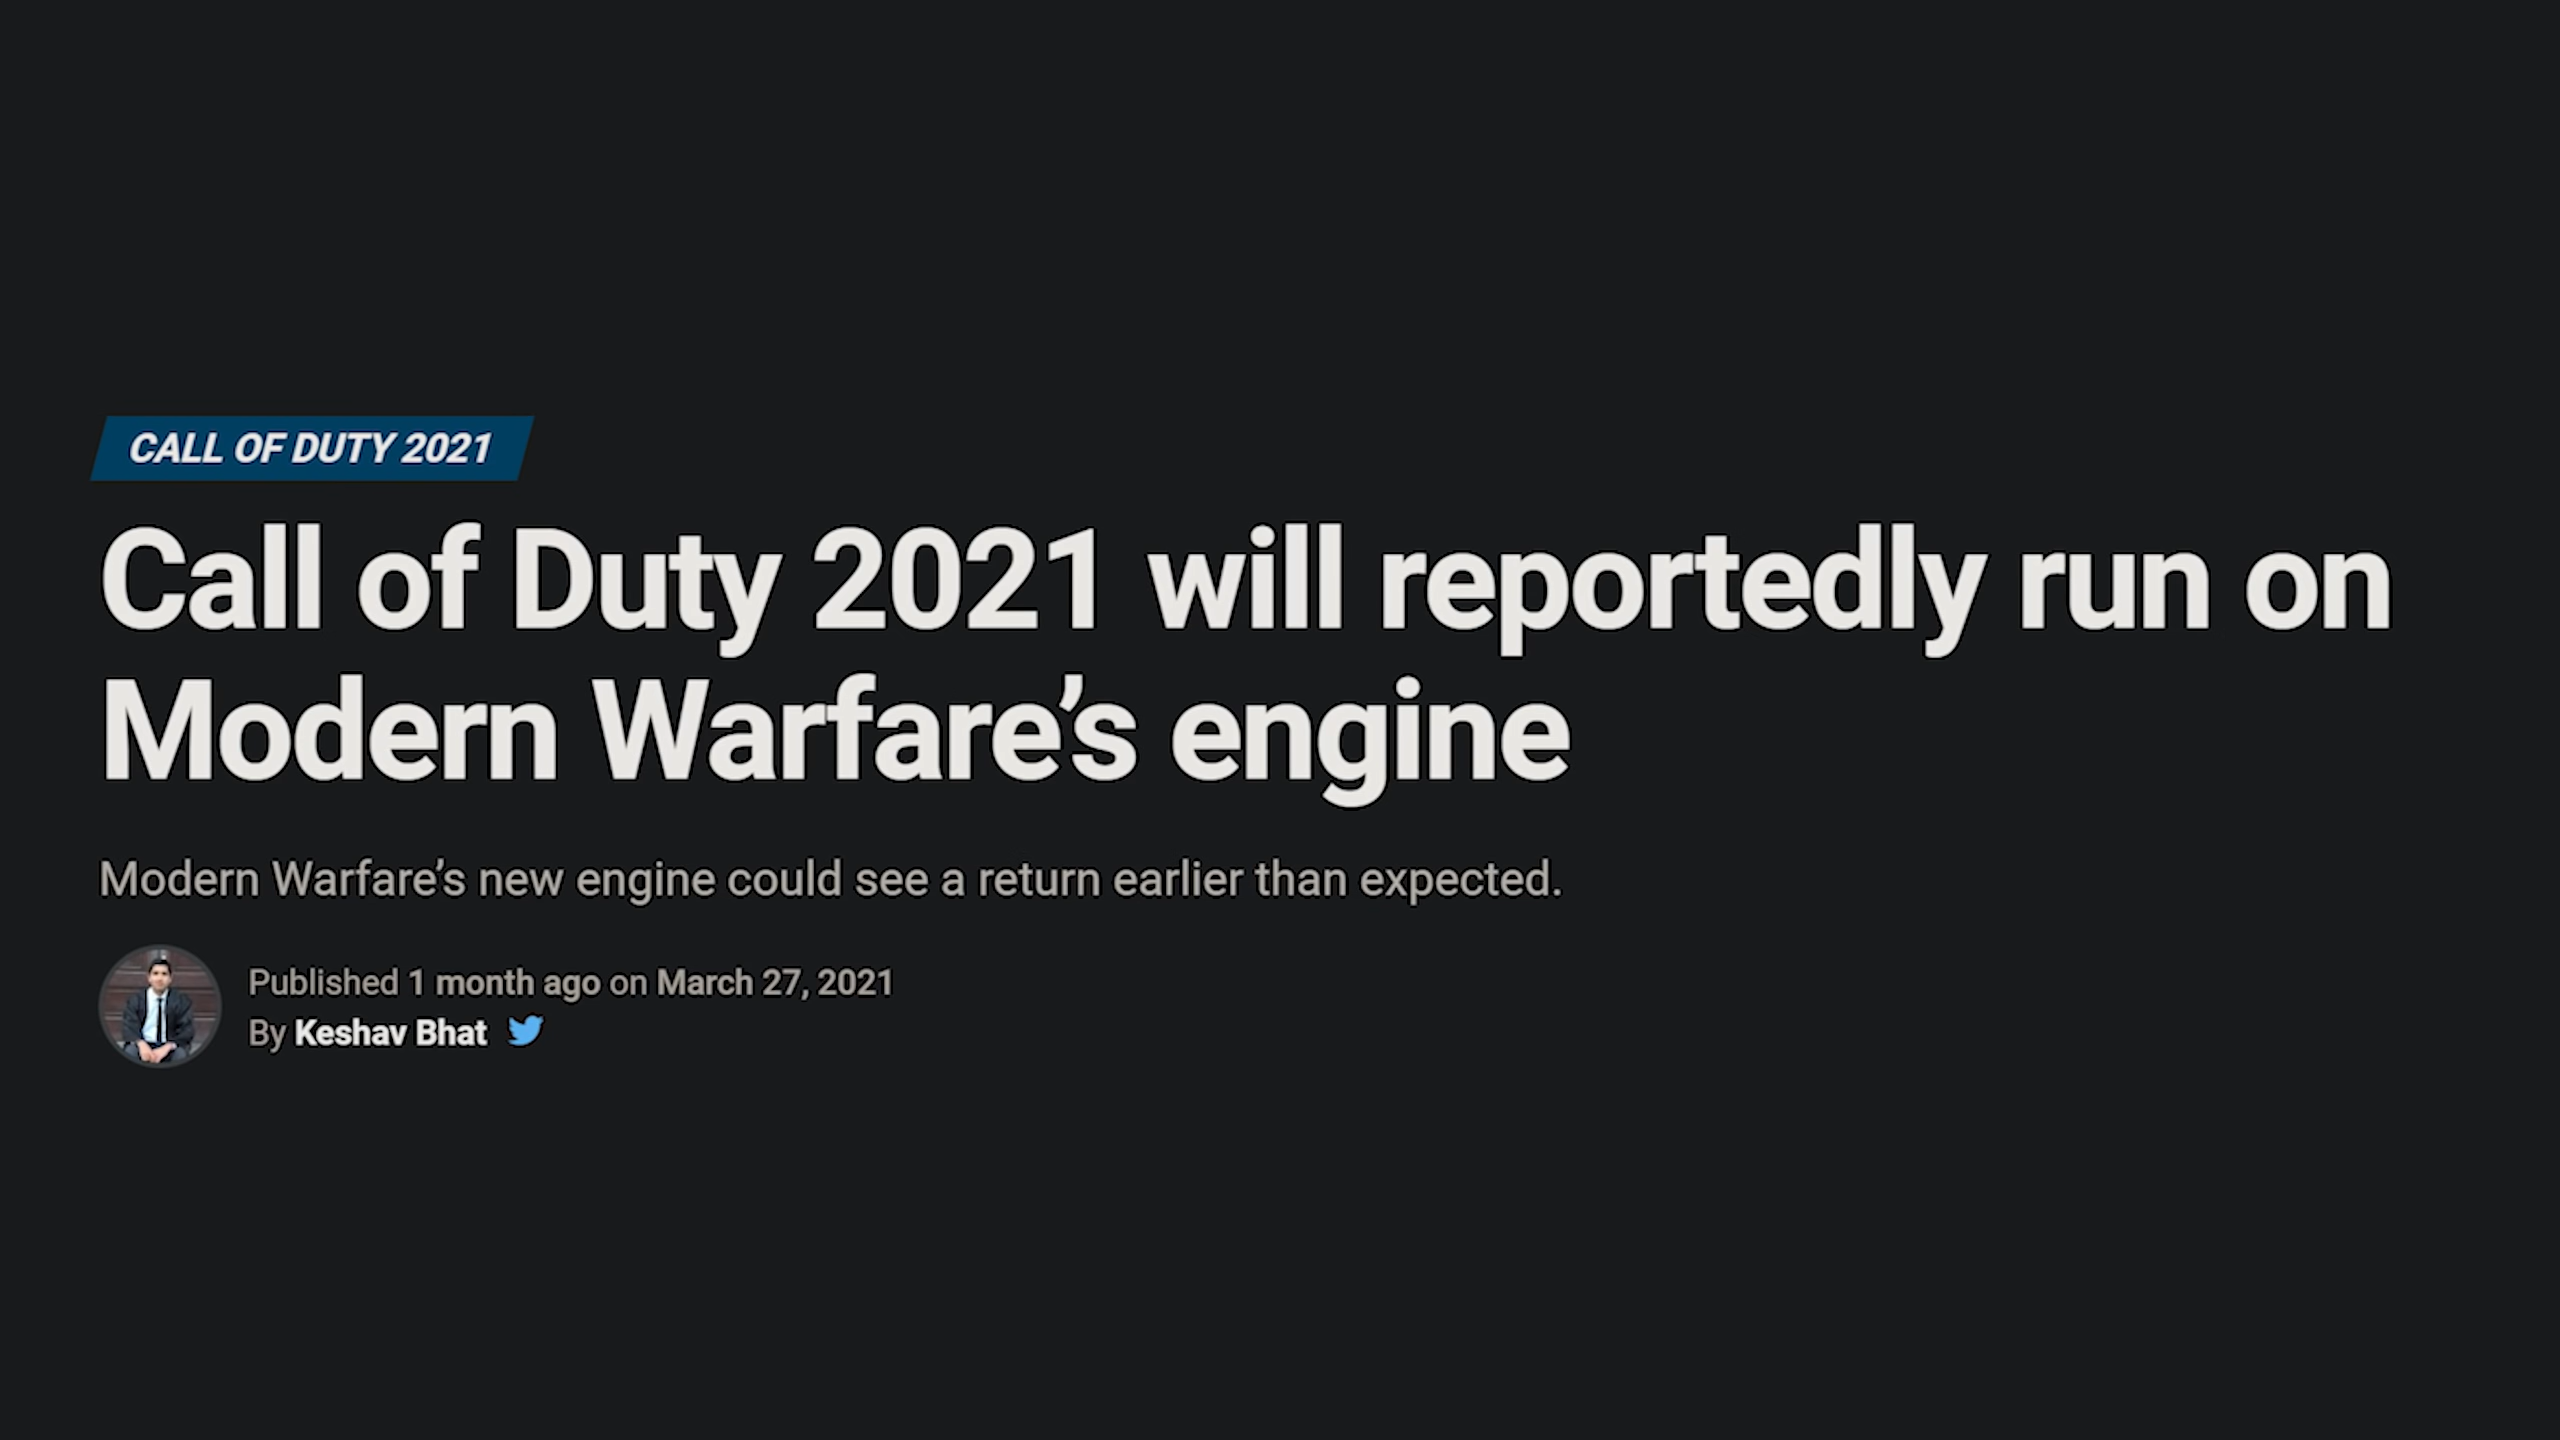 CALL OF DUTY 2021
Call of Duty 2021 will reportedly run on
Modern Warfare’s engine
Modern Warfare’s new engine could see a return earlier than expected.
Published 1 month ago on March 27, 2021
By Keshav Bhat